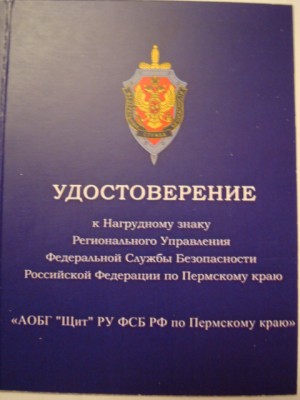 УДОСТОВЕРЕНИЕ
к Нагрудному знаку
Регионального Управления
Федеральной Службы Безопасности
Российской Федерации по Пермскому краю
«АОБГ "Щит" РУ ФСБ РФ по Пермскому краю»